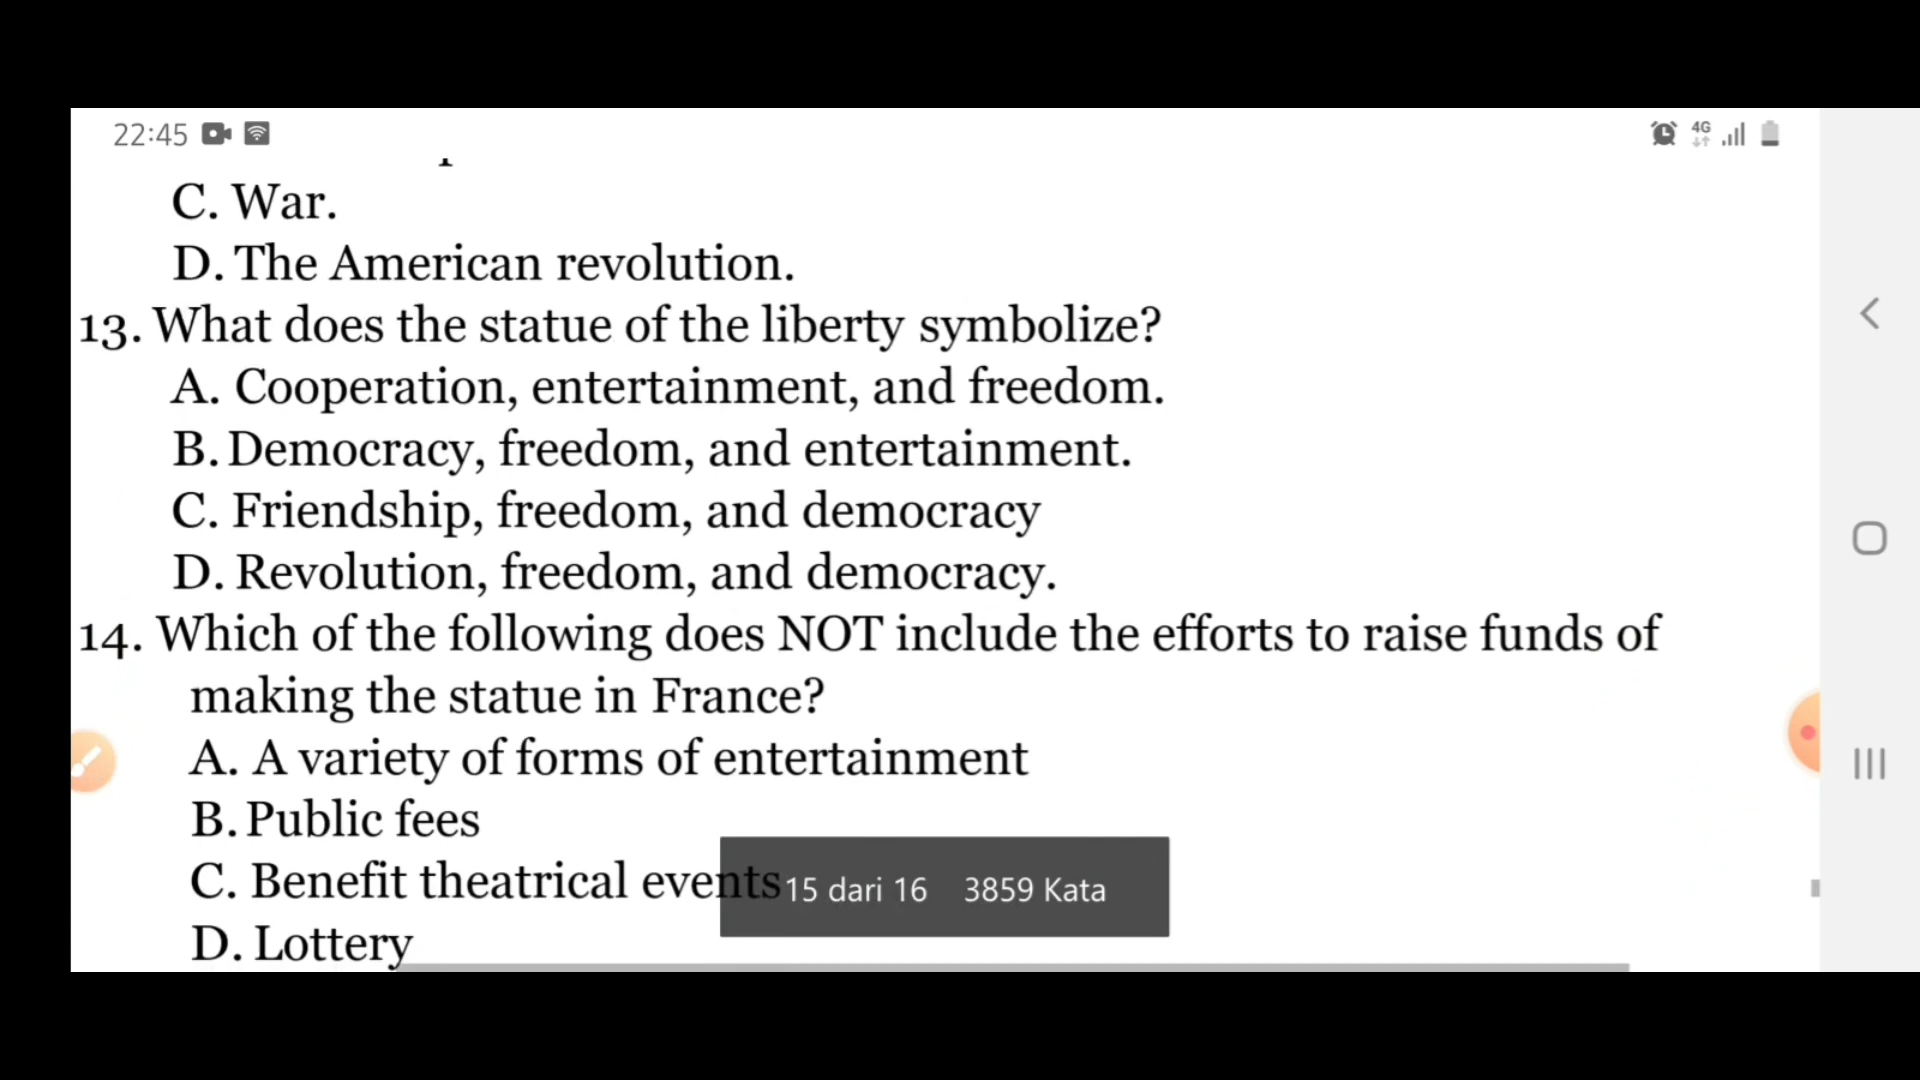 22:45
4G
C. War.
D. The American revolution.
13. What does the statue of the liberty symbolize?
A. Cooperation, entertainment, and freedom.
B. Democracy, freedom, and entertainment.
C. Friendship, freedom, and democracy
D. Revolution, freedom, and democracy.
14. Which of the following does NOT include the efforts to raise funds of
making the statue in France?
A. A variety of forms of entertainment
B. Public fees
C. Benefit theatrical events
15 dari 16 3859 Kata
D. Lottery